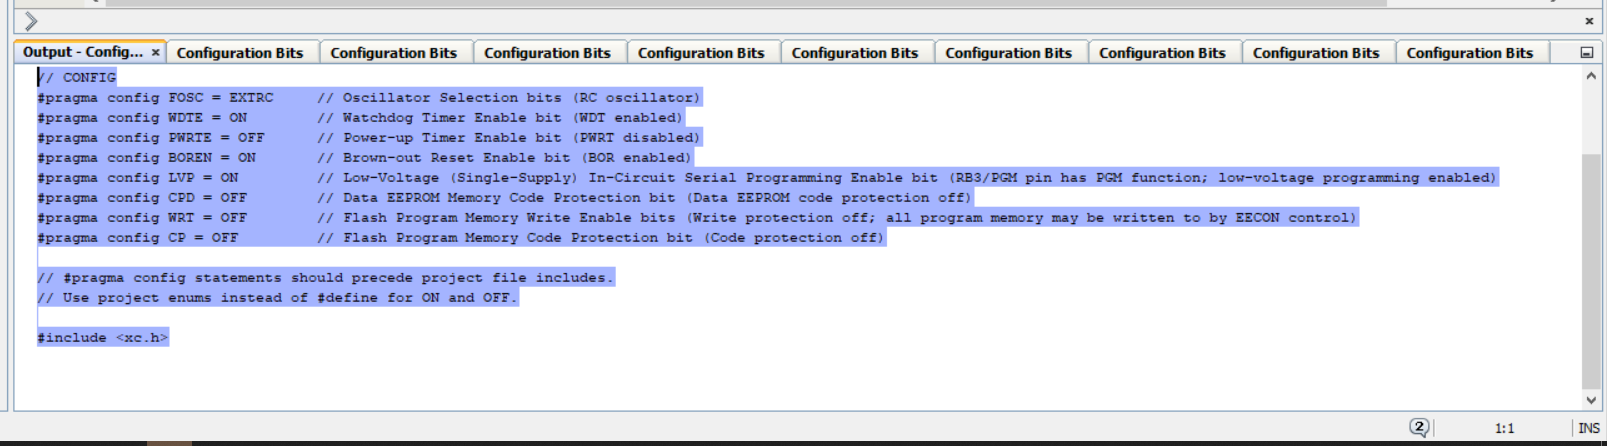 Output - Config... × Configuration Bits Configuration Bits Configuration Bits Configuration Bits Configuration Bits Configuration Bits Configuration Bits Configuration Bits Configuration Bits
// CONFIG
#pragma config FOSC = EXTRC // Oscillator Selection bits (RC oscillator)
#pragma config WDTE = ON // Watchdog Timer Enable bit (WDT enabled)
#pragma config PWRTE = OFF // Power-up Timer Enable bit (PWRT disabled)
#pragma config BOREN = ON // Brown-out Reset Enable bit (BOR enabled)
#pragma config LVP = ON // Low-Voltage (Single-Supply) In-Circuit Serial Programming Enable bit (RB3/PGM pin has PGM function; low-voltage programming enabled)
#pragma config CPD = OFF // Data EEPROM Memory Code Protection bit (Data EEPROM code protection off)
#pragma config WRT = OFF // Flash Program Memory Write Enable bits (Write protection off; all program memory may be written to by EECON control)
#pragma config CP = OFF // Flash Program Memory Code Protection bit (Code protection off)
// #pragma config statements should precede project file includes.
// Use project enums instead of #define for ON and OFF.
#include <xc.h>
2 1:1 INS